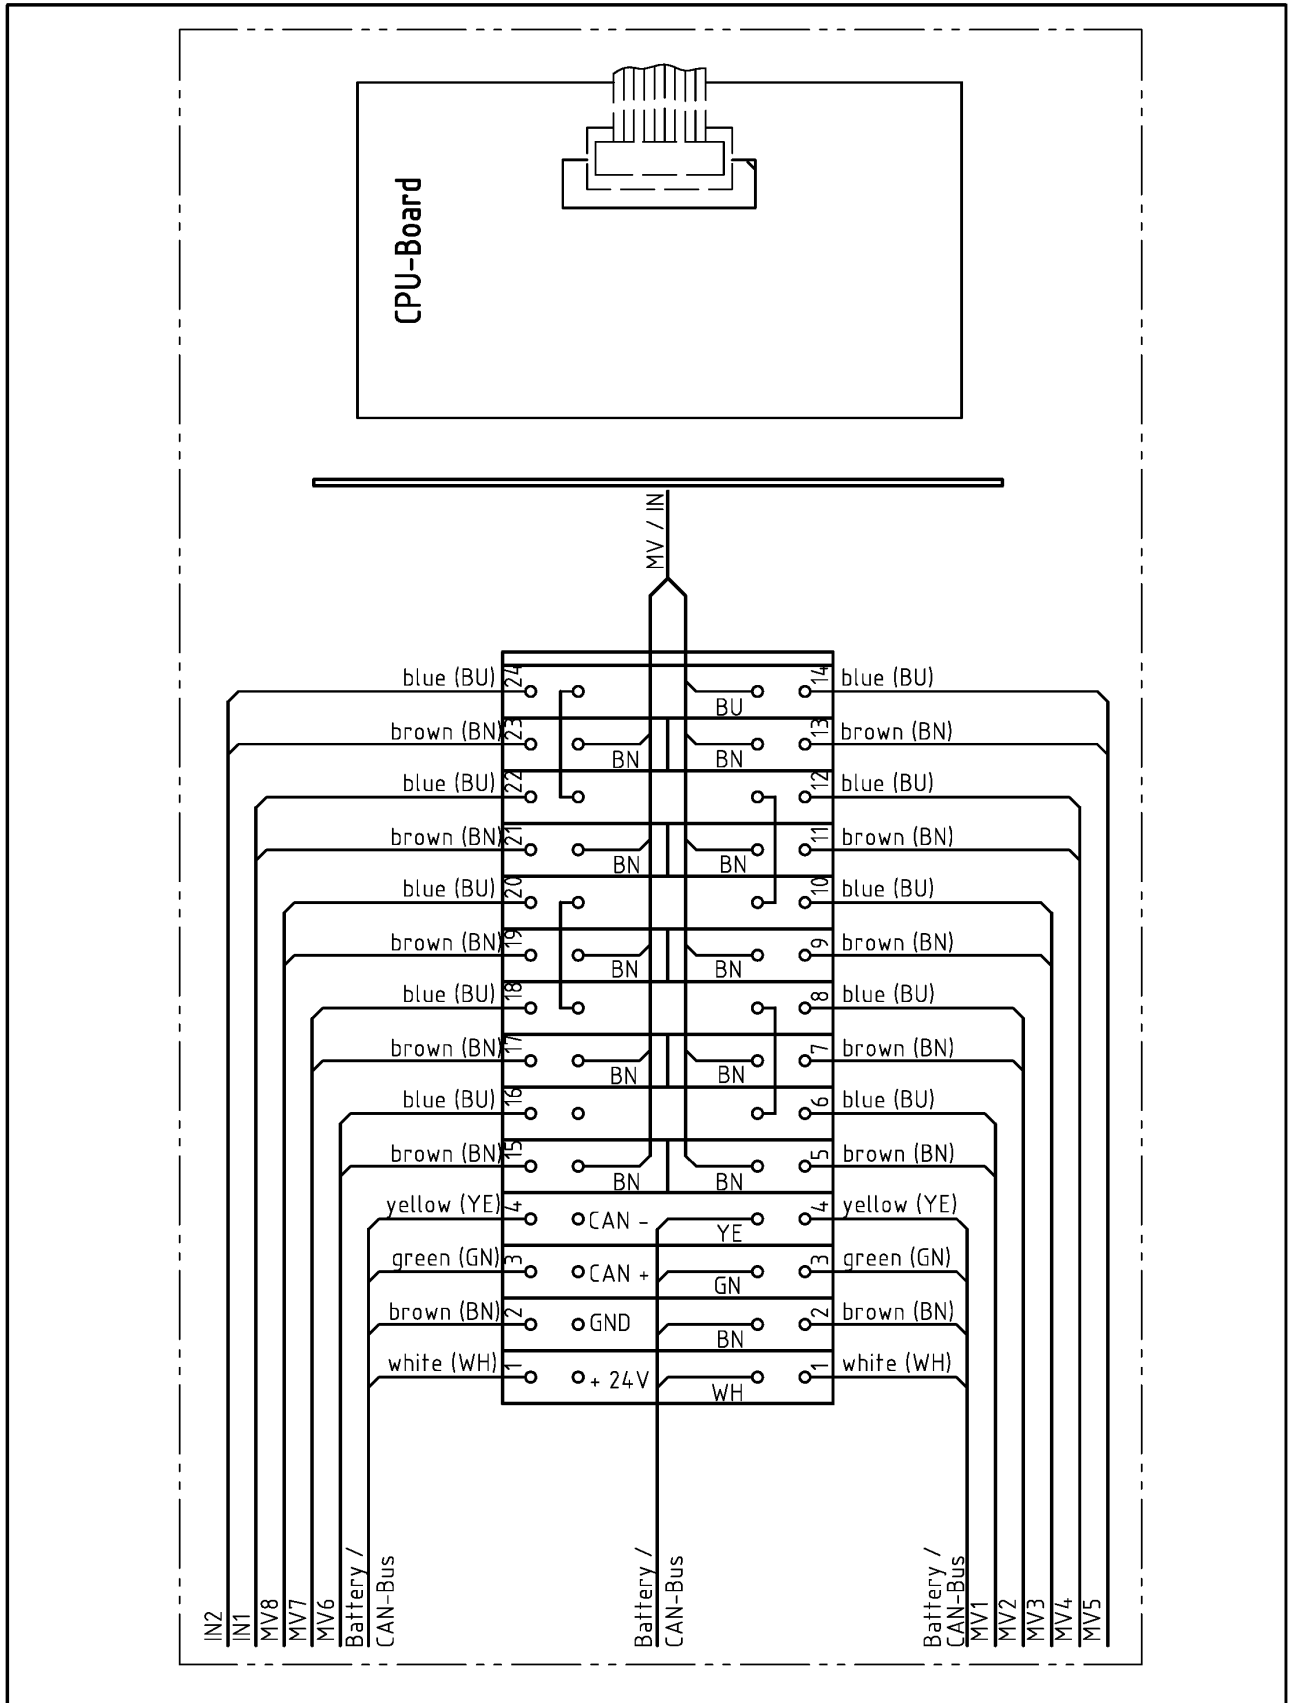 CPU-Board
MV / IN
blue (BU) 24 BU 14 blue (BU)
brown (BN) 23 BN BN 13 brown (BN)
blue (BU) 22 12 blue (BU)
brown (BN) 21 BN BN 11 brown (BN)
blue (BU) 20 10 blue (BU)
brown (BN) 19 BN BN 9 brown (BN)
blue (BU) 18 8 blue (BU)
brown (BN) 17 BN BN 7 brown (BN)
blue (BU) 16 6 blue (BU)
brown (BN) 15 BN BN 5 brown (BN)
yellow (YE) 4 CAN - YE 4 yellow (YE)
green (GN) 3 CAN + GN 3 green (GN)
brown (BN) 2 GND BN 2 brown (BN)
white (WH) 1 + 24V WH 1 white (WH)
IN2
IN1
MV8
MV7
MV6
Battery /
CAN-Bus
Battery /
CAN-Bus
Battery /
CAN-Bus
MV1
MV2
MV3
MV4
MV5